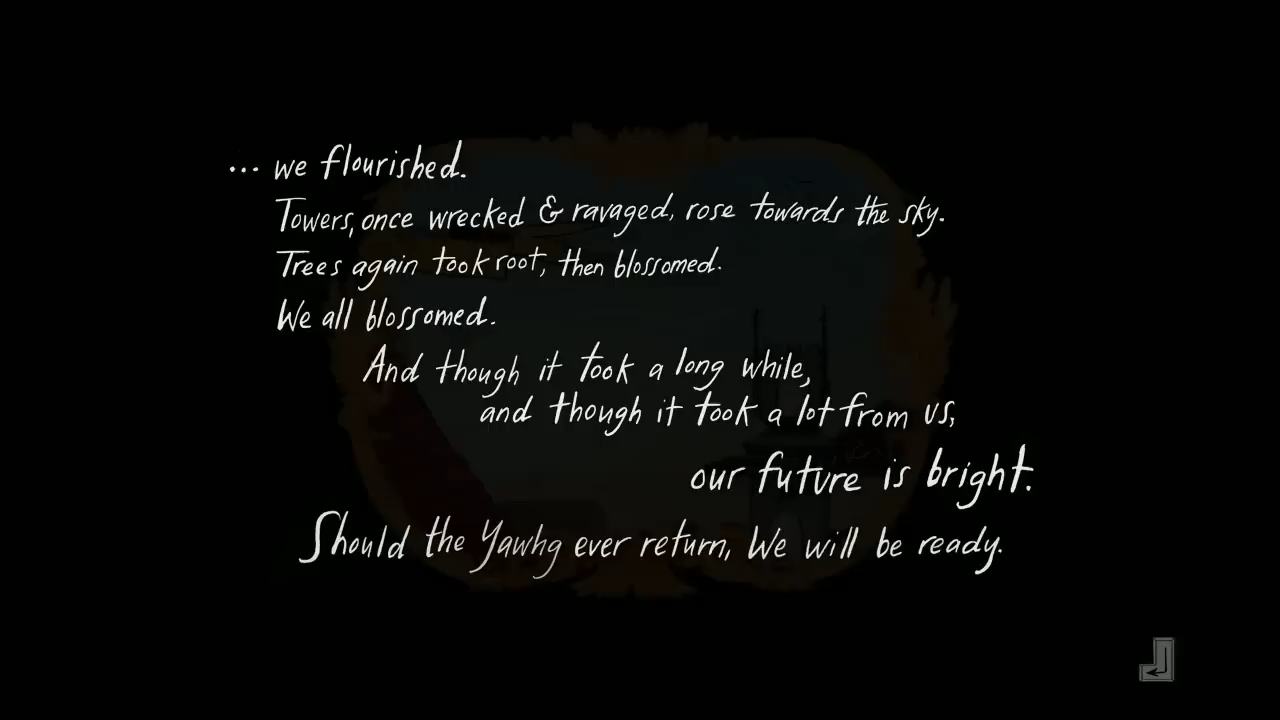 ... we flourished.
Towers, once wrecked & ravaged, rose towards the sky.
Trees again took root, then blossomed.
We all blossomed.
And though it took a long while,
and though it took a lot from us,
our future is bright.
Should the Yawhg ever return, We will be ready.